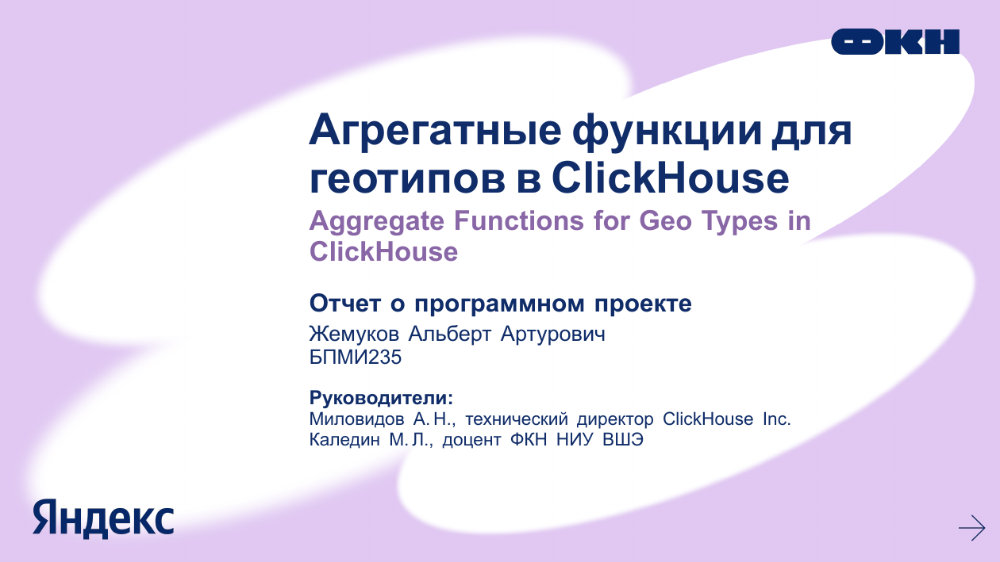 ФКН
Агрегатные функции для
геотипов в ClickHouse
Aggregate Functions for Geo Types in
ClickHouse
Отчет о программном проекте
Жемуков Альберт Артурович
БПМИ235
Руководители:
Миловидов А. Н., технический директор ClickHouse Inc.
Каледин М. Л., доцент ФКН НИУ ВШЭ
Яндекс